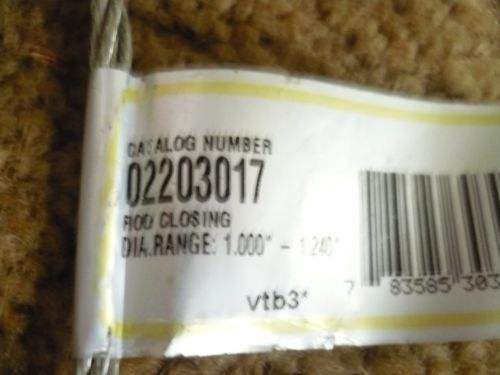 CATALOG NUMBER
02203017
ROD CLOSING
DIA.RANGE: 1.000" - 1.240"
vtb3*
7 83585 303